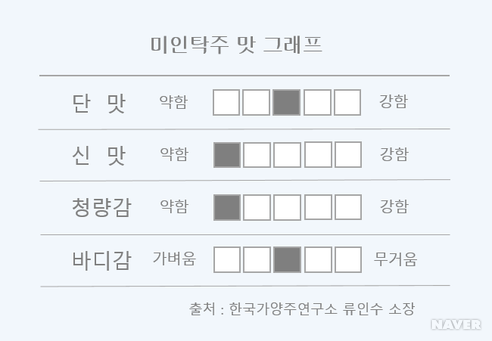 미인탁주 맛 그래프
단 맛 약함 강함
신 맛 약함 강함
청량감 약함 강함
바디감 가벼움 무거움
출처 : 한국가양주연구소 류인수 소장
NAVER